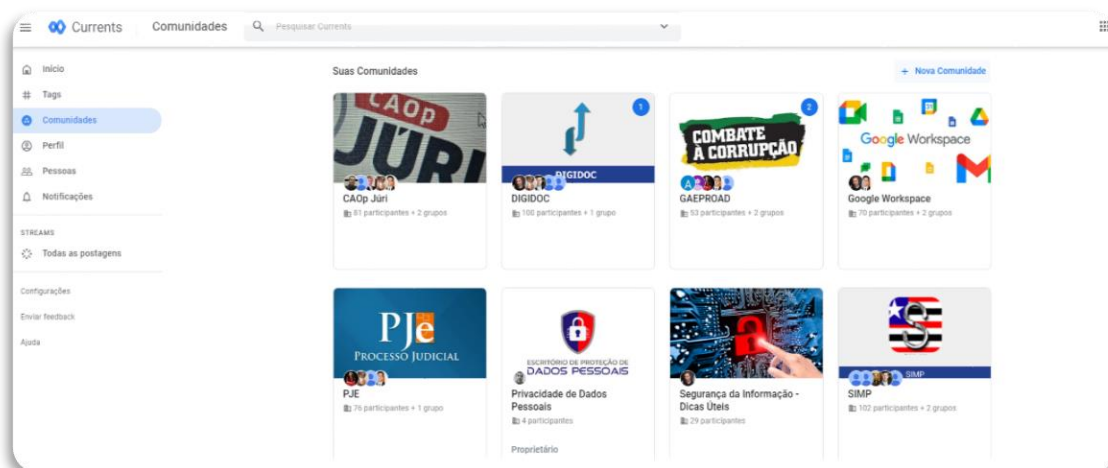 Currents
Comunidades
Pesquisar Currents
Início
Tags
Comunidades
Perfil
Pessoas
Notificações
STREAMS
Todas as postagens
Configurações
Enviar feedback
Ajuda
Suas Comunidades
+ Nova Comunidade
CAOp
JÚRI
CAOp Júri
81 participantes + 2 grupos
1
DIGIDOC
DIGIDOC
100 participantes + 1 grupo
2
COMBATE
À CORRUPÇÃO
A
GAEPROAD
53 participantes + 2 grupos
Google Workspace
Google Workspace
70 participantes + 2 grupos
PJe
PROCESSO JUDICIAL
PJE
76 participantes + 1 grupo
ESCRITÓRIO DE PROTEÇÃO DE
DADOS PESSOAIS
Privacidade de Dados
Pessoais
4 participantes
Proprietário
Segurança da Informação -
Dicas Úteis
29 participantes
S
SIMP
SIMP
102 participantes + 2 grupos